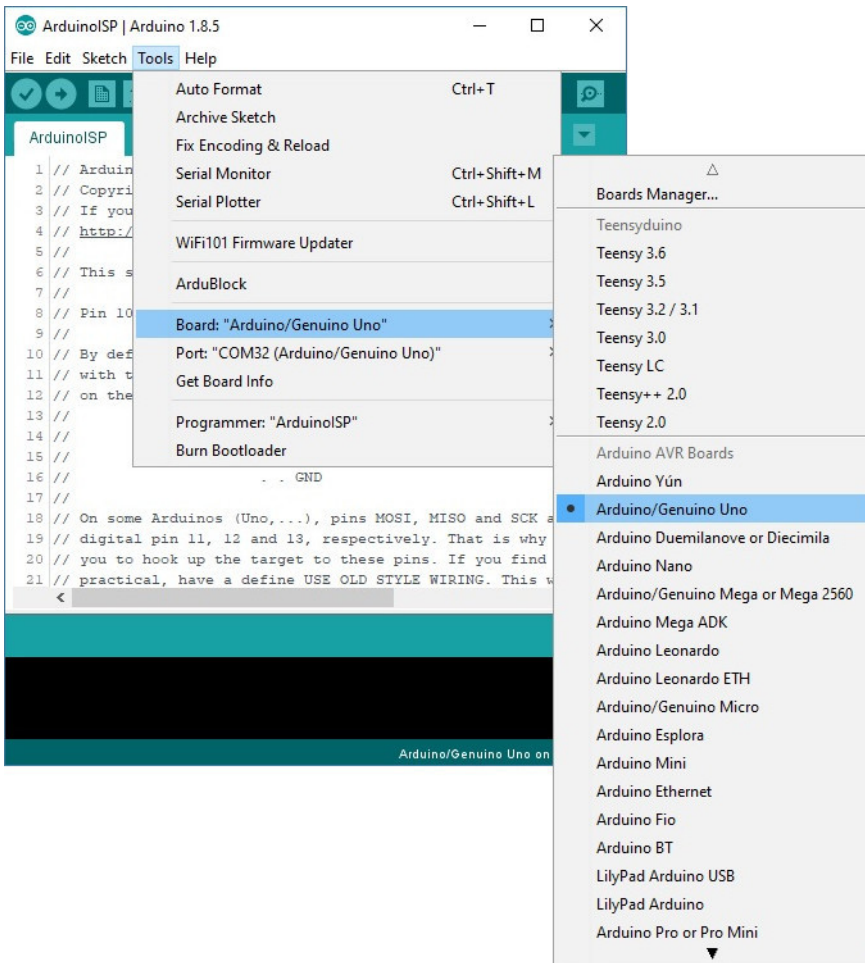 ArduinoISP | Arduino 1.8.5
File Edit Sketch Tools Help
ArduinoISP
Auto Format Ctrl+T
Archive Sketch
Fix Encoding & Reload
Serial Monitor Ctrl+Shift+M
Serial Plotter Ctrl+Shift+L
WiFi101 Firmware Updater
ArduBlock
Board: "Arduino/Genuino Uno"
Port: "COM32 (Arduino/Genuino Uno)"
Get Board Info
Programmer: "ArduinoISP"
Burn Bootloader
1 // Arduin
2 // Copyri
3 // If you
4 // http:/
5 //
6 // This s
7 //
8 // Pin 10
9 //
10 // By def
11 // with t
12 // on the
13 //
14 //
15 //
16 // . . GND
17 //
18 // On some Arduinos (Uno,...), pins MOSI, MISO and SCK a
19 // digital pin 11, 12 and 13, respectively. That is why
20 // you to hook up the target to these pins. If you find
21 // practical, have a define USE OLD STYLE WIRING. This w
Arduino/Genuino Uno on
Boards Manager...
Teensyduino
Teensy 3.6
Teensy 3.5
Teensy 3.2 / 3.1
Teensy 3.0
Teensy LC
Teensy++ 2.0
Teensy 2.0
Arduino AVR Boards
Arduino Yún
Arduino/Genuino Uno
Arduino Duemilanove or Diecimila
Arduino Nano
Arduino/Genuino Mega or Mega 2560
Arduino Mega ADK
Arduino Leonardo
Arduino Leonardo ETH
Arduino/Genuino Micro
Arduino Esplora
Arduino Mini
Arduino Ethernet
Arduino Fio
Arduino BT
LilyPad Arduino USB
LilyPad Arduino
Arduino Pro or Pro Mini